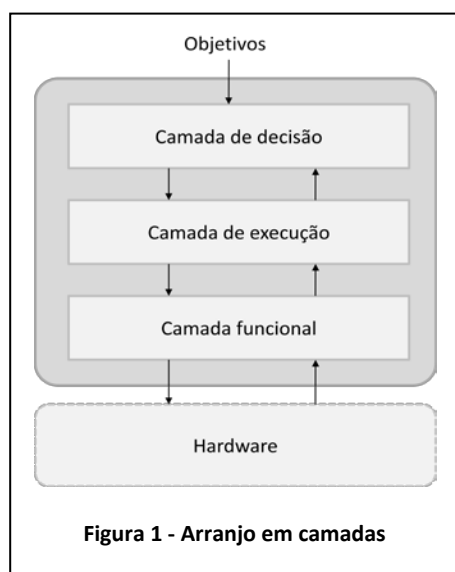 Objetivos
Camada de decisão
Camada de execução
Camada funcional
Hardware
Figura 1 - Arranjo em camadas